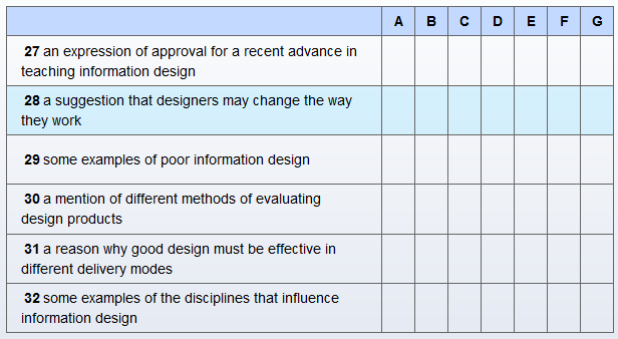 A B C D E F G
27 an expression of approval for a recent advance in
teaching information design
28 a suggestion that designers may change the way
they work
29 some examples of poor information design
30 a mention of different methods of evaluating
design products
31 a reason why good design must be effective in
different delivery modes
32 some examples of the disciplines that influence
information design